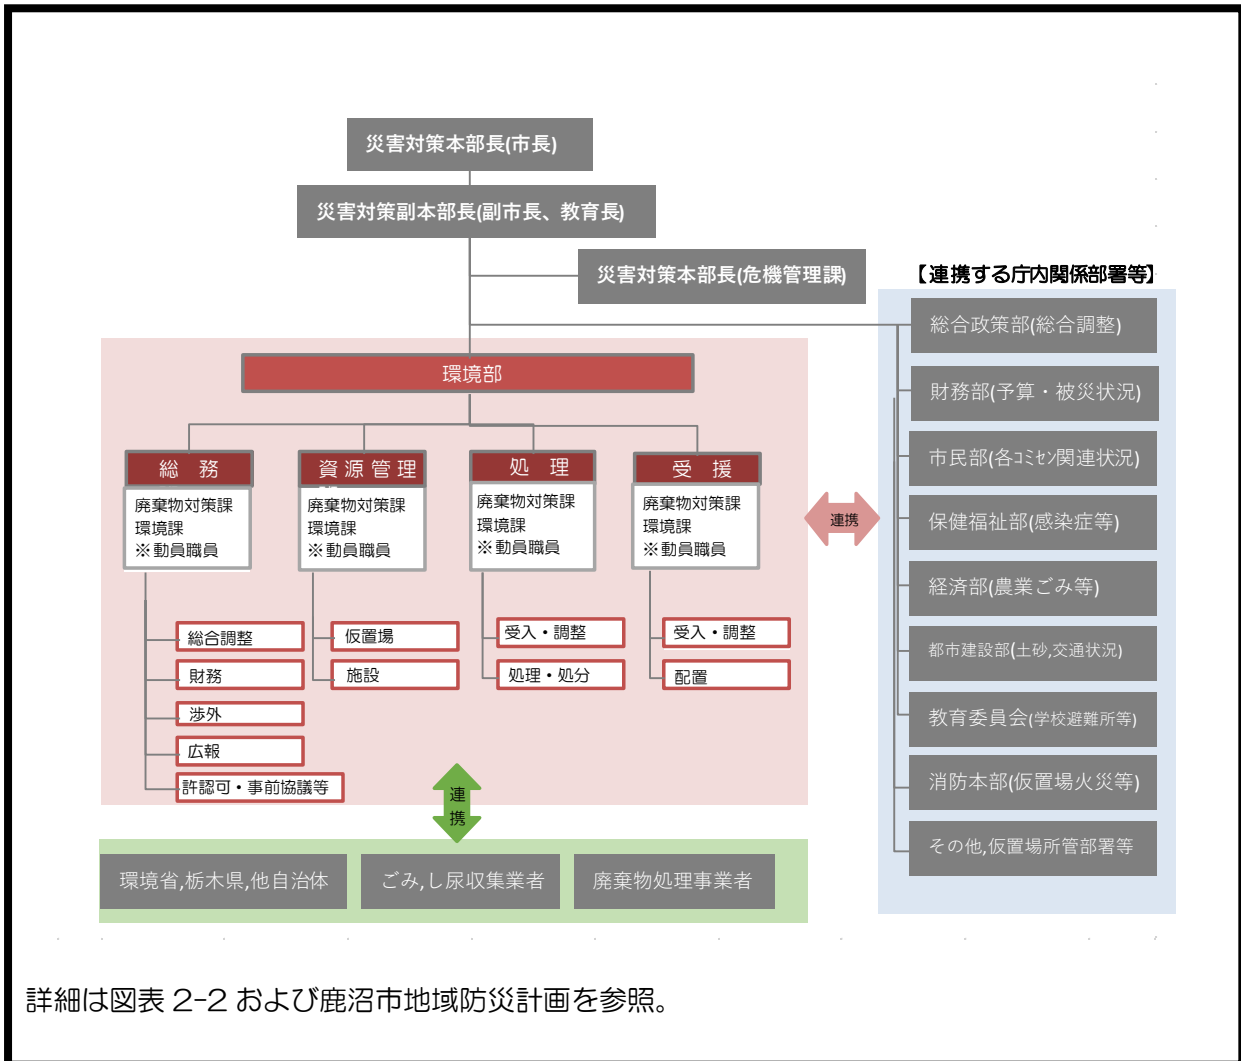 災害対策本部長(市長)
災害対策副本部長(副市長、教育長)
災害対策本部長(危機管理課)
【連携する庁内関係部署等】
総合政策部(総合調整)
財務部(予算・被災状況)
市民部(各コミセン関連状況)
保健福祉部(感染症等)
経済部(農業ごみ等)
都市建設部(土砂,交通状況)
教育委員会(学校避難所等)
消防本部(仮置場火災等)
その他,仮置場所管部署等
連携
環境部
総務
廃棄物対策課
環境課
※動員職員
総合調整
財務
渉外
広報
許認可・事前協議等
資源管理
廃棄物対策課
環境課
※動員職員
仮置場
施設
処理
廃棄物対策課
環境課
※動員職員
受入・調整
処理・処分
受援
廃棄物対策課
環境課
※動員職員
受入・調整
配置
連
携
環境省,栃木県,他自治体
ごみ,し尿収集業者
廃棄物処理事業者
詳細は図表 2-2 および鹿沼市地域防災計画を参照。